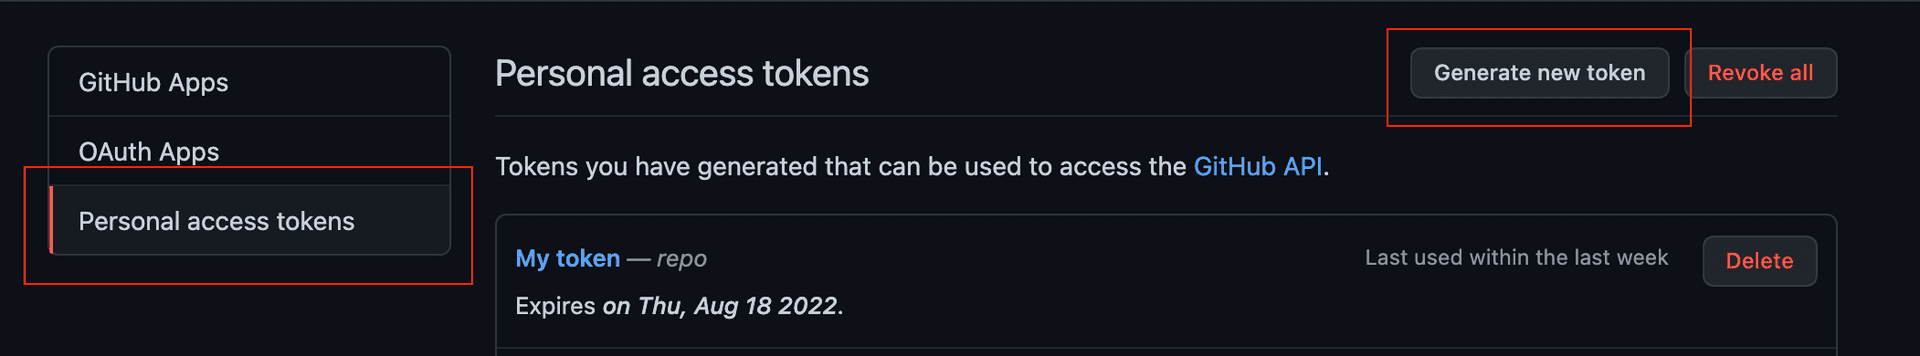 GitHub Apps
OAuth Apps
Personal access tokens
Personal access tokens
Generate new token
Revoke all
Tokens you have generated that can be used to access the GitHub API.
My token — repo
Last used within the last week
Delete
Expires on Thu, Aug 18 2022.